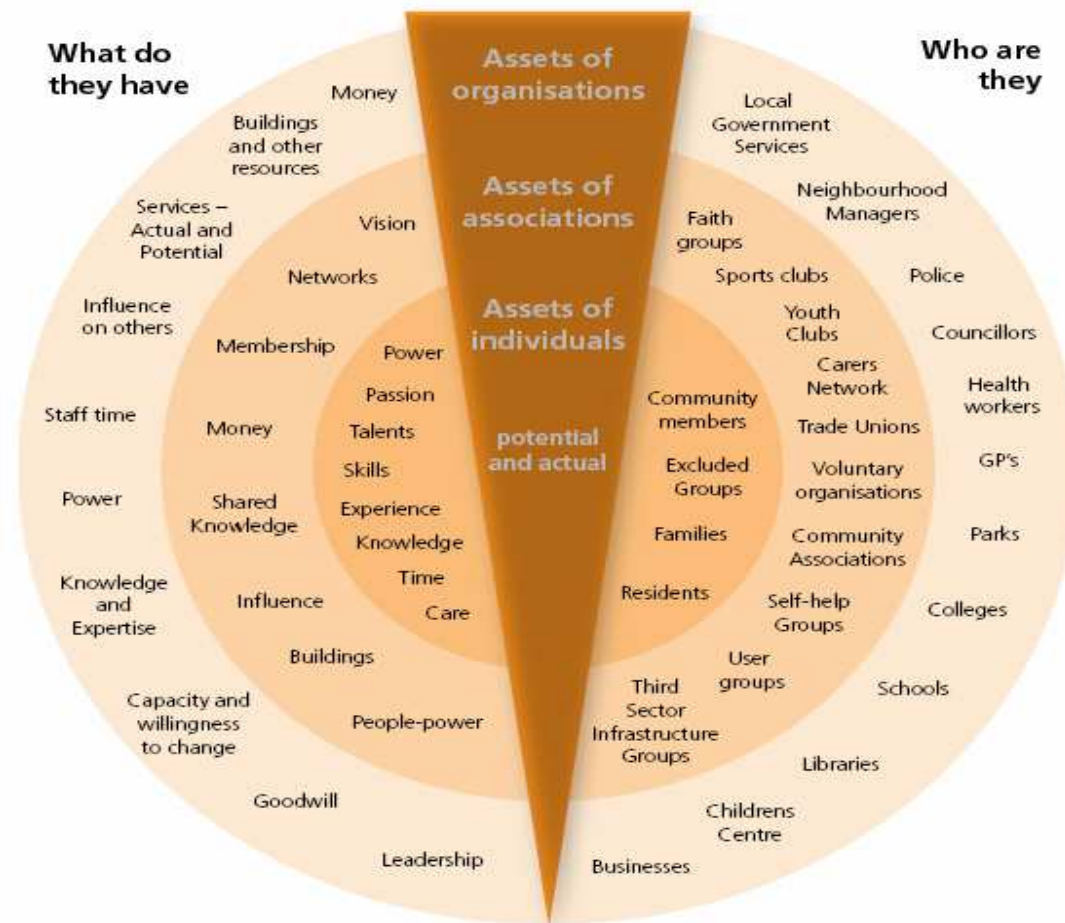 What do
they have
Money
Buildings
and other
resources
Services –
Actual and
Potential
Influence
on others
Staff time
Power
Knowledge
and
Expertise
Capacity and
willingness
to change
Goodwill
Leadership
Vision
Networks
Membership
Money
Shared
Knowledge
Influence
Buildings
People-power
Power
Passion
Talents
Skills
Experience
Knowledge
Time
Care
Assets of
organisations
Assets of
associations
Assets of
individuals
potential
and actual
Who are
they
Community
members
Excluded
Groups
Families
Residents
Faith
groups
Sports clubs
Youth
Clubs
Carers
Network
Trade Unions
Voluntary
organisations
Community
Associations
Self-help
Groups
User
groups
Third
Sector
Infrastructure
Groups
Local
Government
Services
Neighbourhood
Managers
Police
Councillors
Health
workers
GP's
Parks
Colleges
Schools
Libraries
Childrens
Centre
Businesses